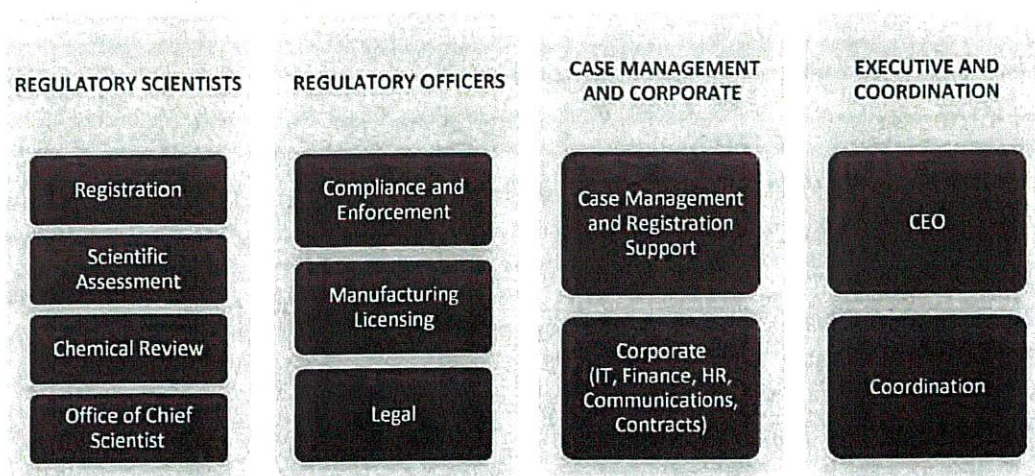 REGULATORY SCIENTISTS
Registration
Scientific
Assessment
Chemical Review
Office of Chief
Scientist
REGULATORY OFFICERS
Compliance and
Enforcement
Manufacturing
Licensing
Legal
CASE MANAGEMENT
AND CORPORATE
Case Management
and Registration
Support
Corporate
(IT, Finance, HR,
Communications,
Contracts)
EXECUTIVE AND
COORDINATION
CEO
Coordination